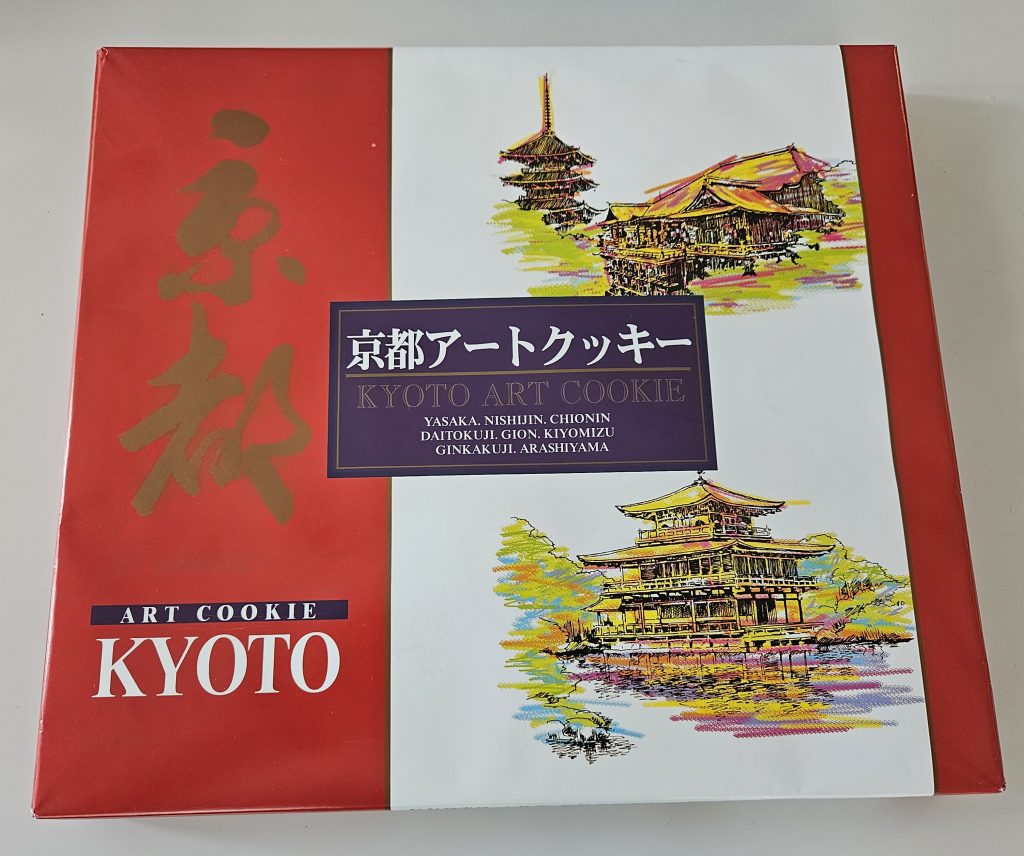 京都
ART COOKIE
KYOTO
京都アートクッキー
KYOTO ART COOKIE
YASAKA. NISHIJIN. CHIONIN
DAITOKUJI. GION. KIYOMIZU
GINKAKUJI. ARASHIYAMA